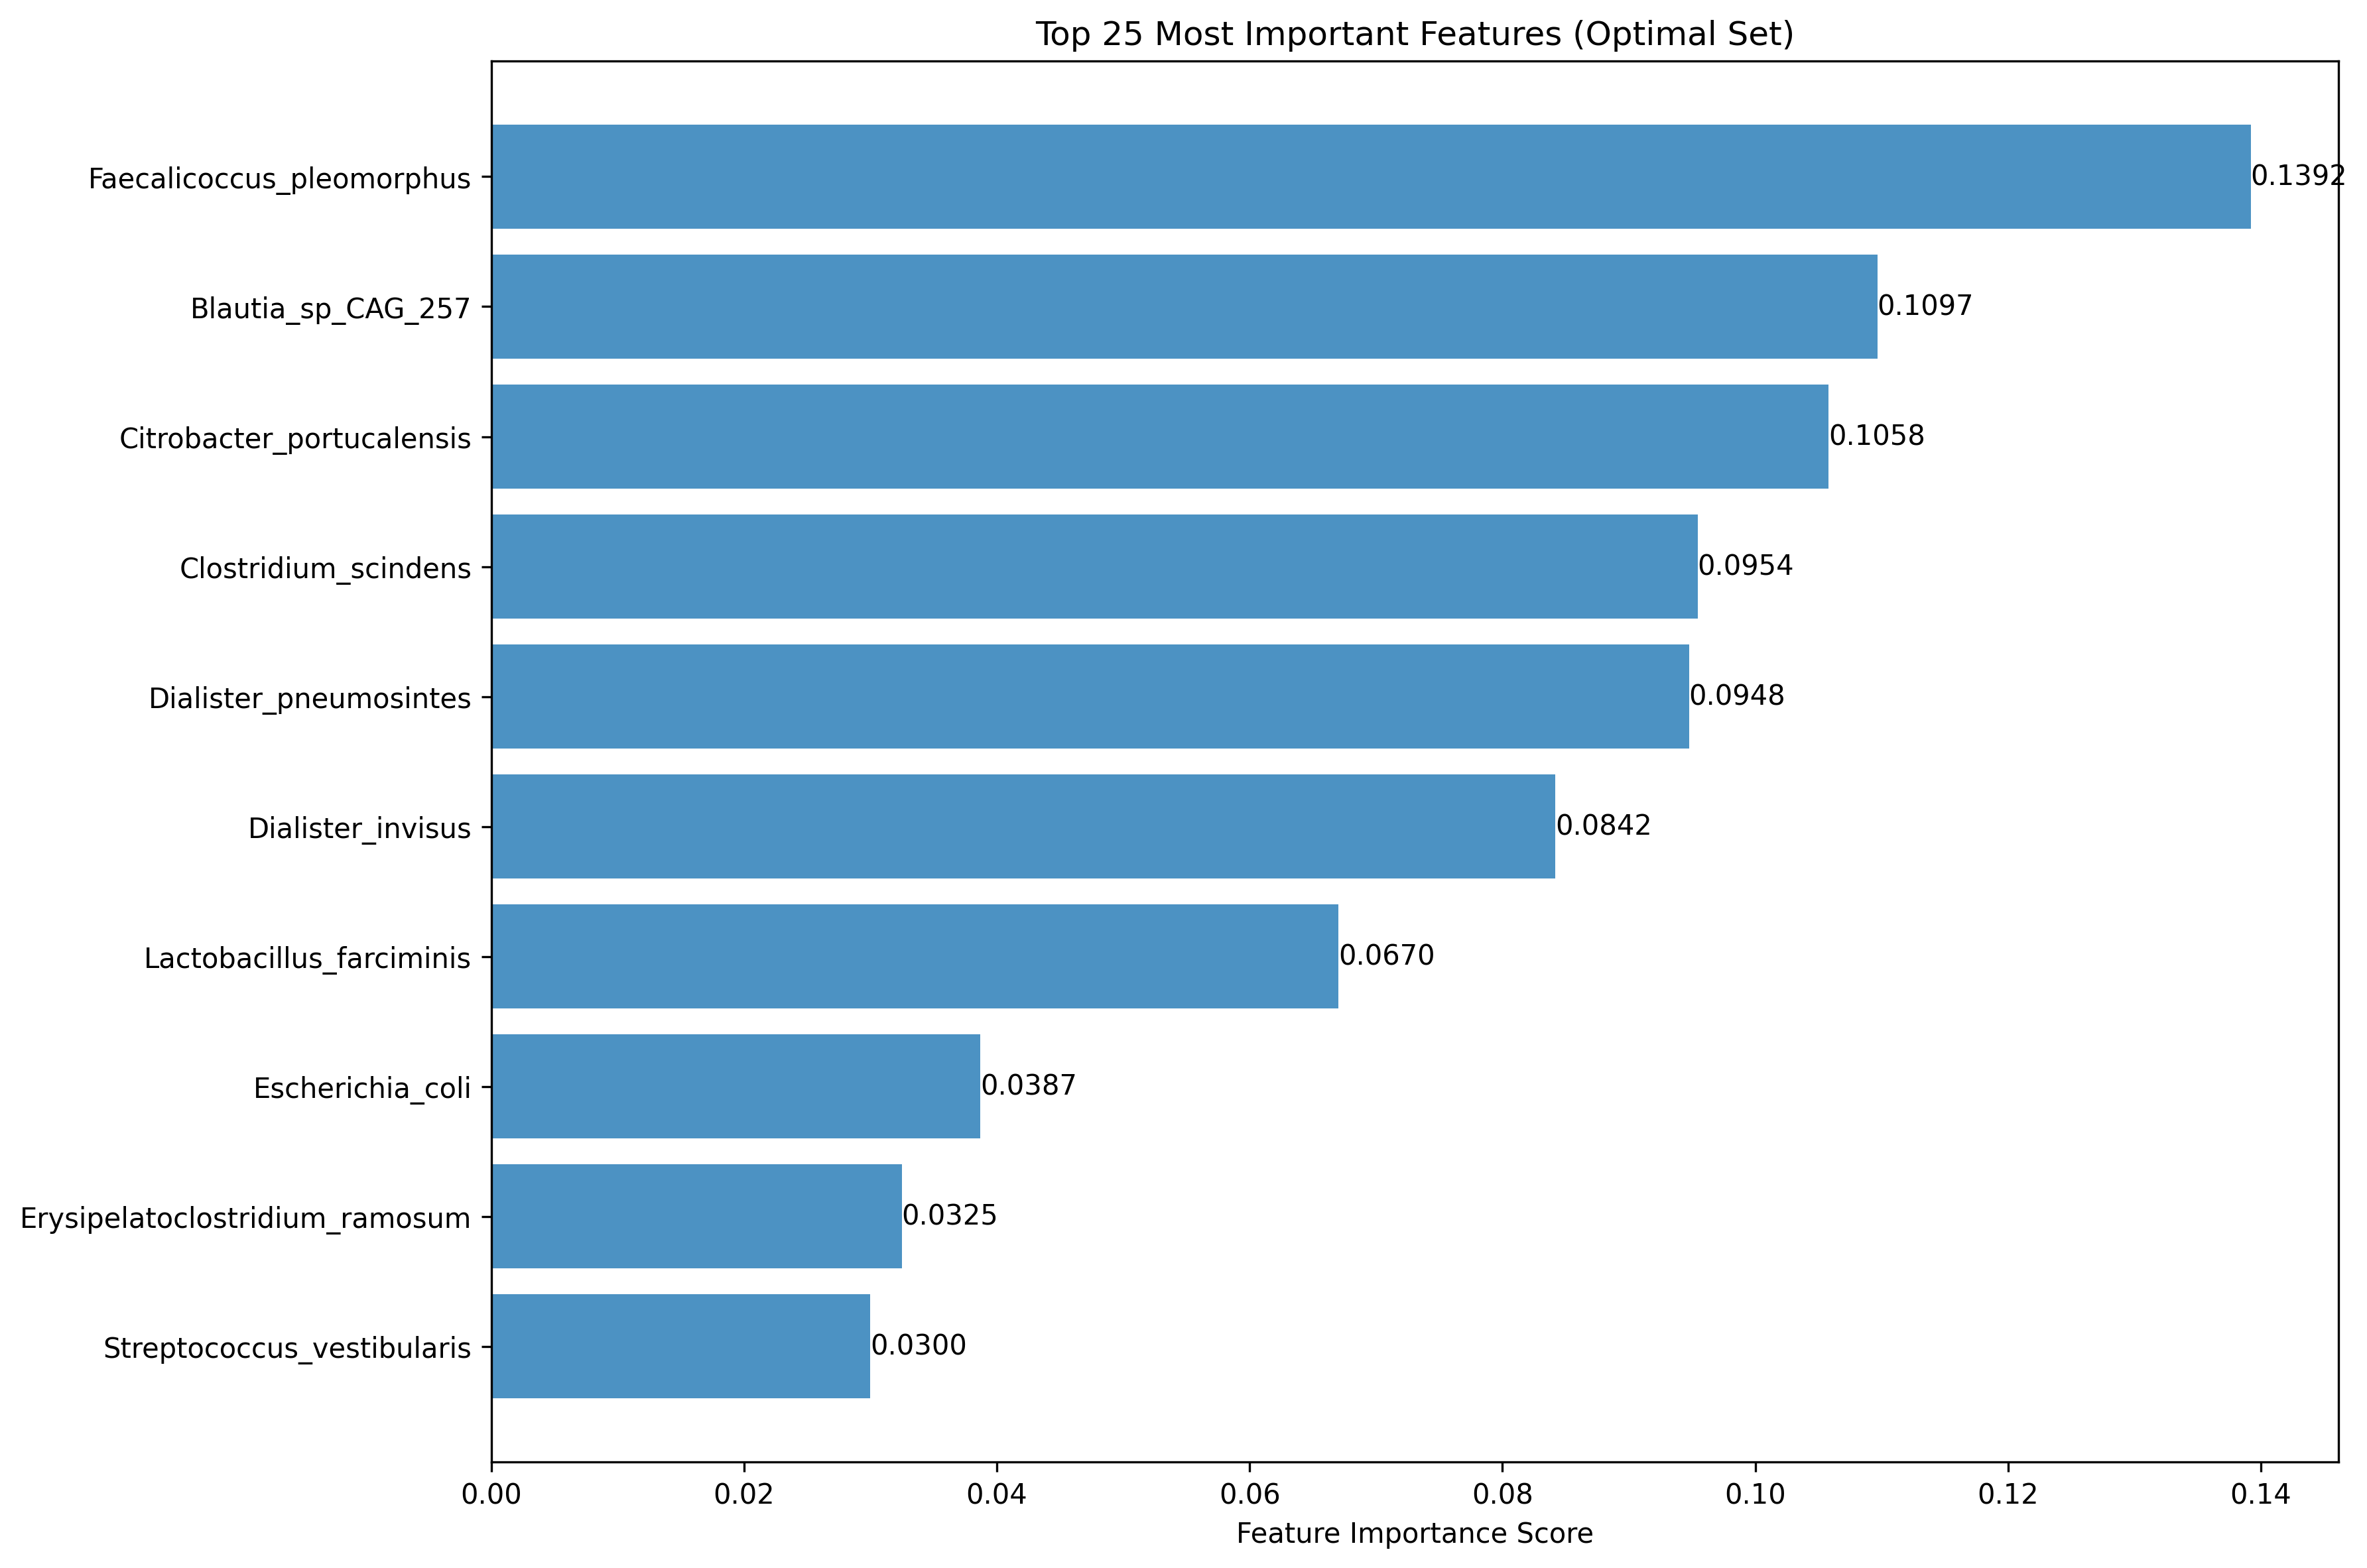 Top 25 Most Important Features (Optimal Set)
Faecalicoccus_pleomorphus 0.1392
Blautia_sp_CAG_257 0.1097
Citrobacter_portucalensis 0.1058
Clostridium_scindens 0.0954
Dialister_pneumosintes 0.0948
Dialister_invisus 0.0842
Lactobacillus_farciminis 0.0670
Escherichia_coli 0.0387
Erysipelatoclostridium_ramosum 0.0325
Streptococcus_vestibularis 0.0300
0.00 0.02 0.04 0.06 0.08 0.10 0.12 0.14
Feature Importance Score